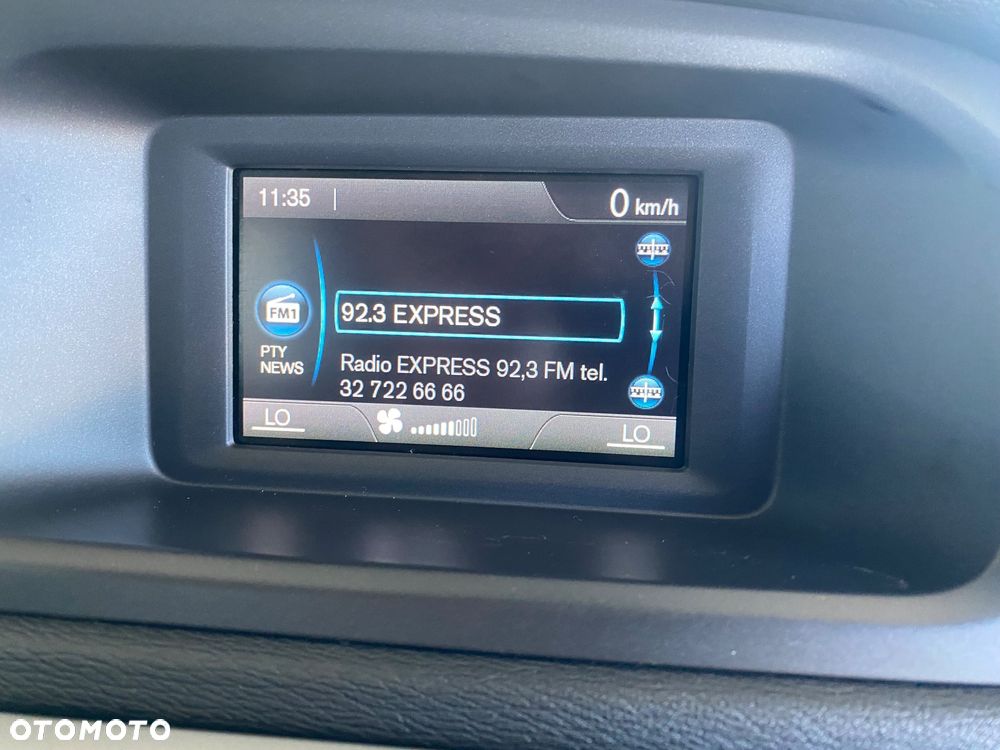 11:35
0 km/h
FM1
92.3 EXPRESS
PTY
NEWS
Radio EXPRESS 92,3 FM tel.
32 722 66 66
LO
LO
OTOMOTO